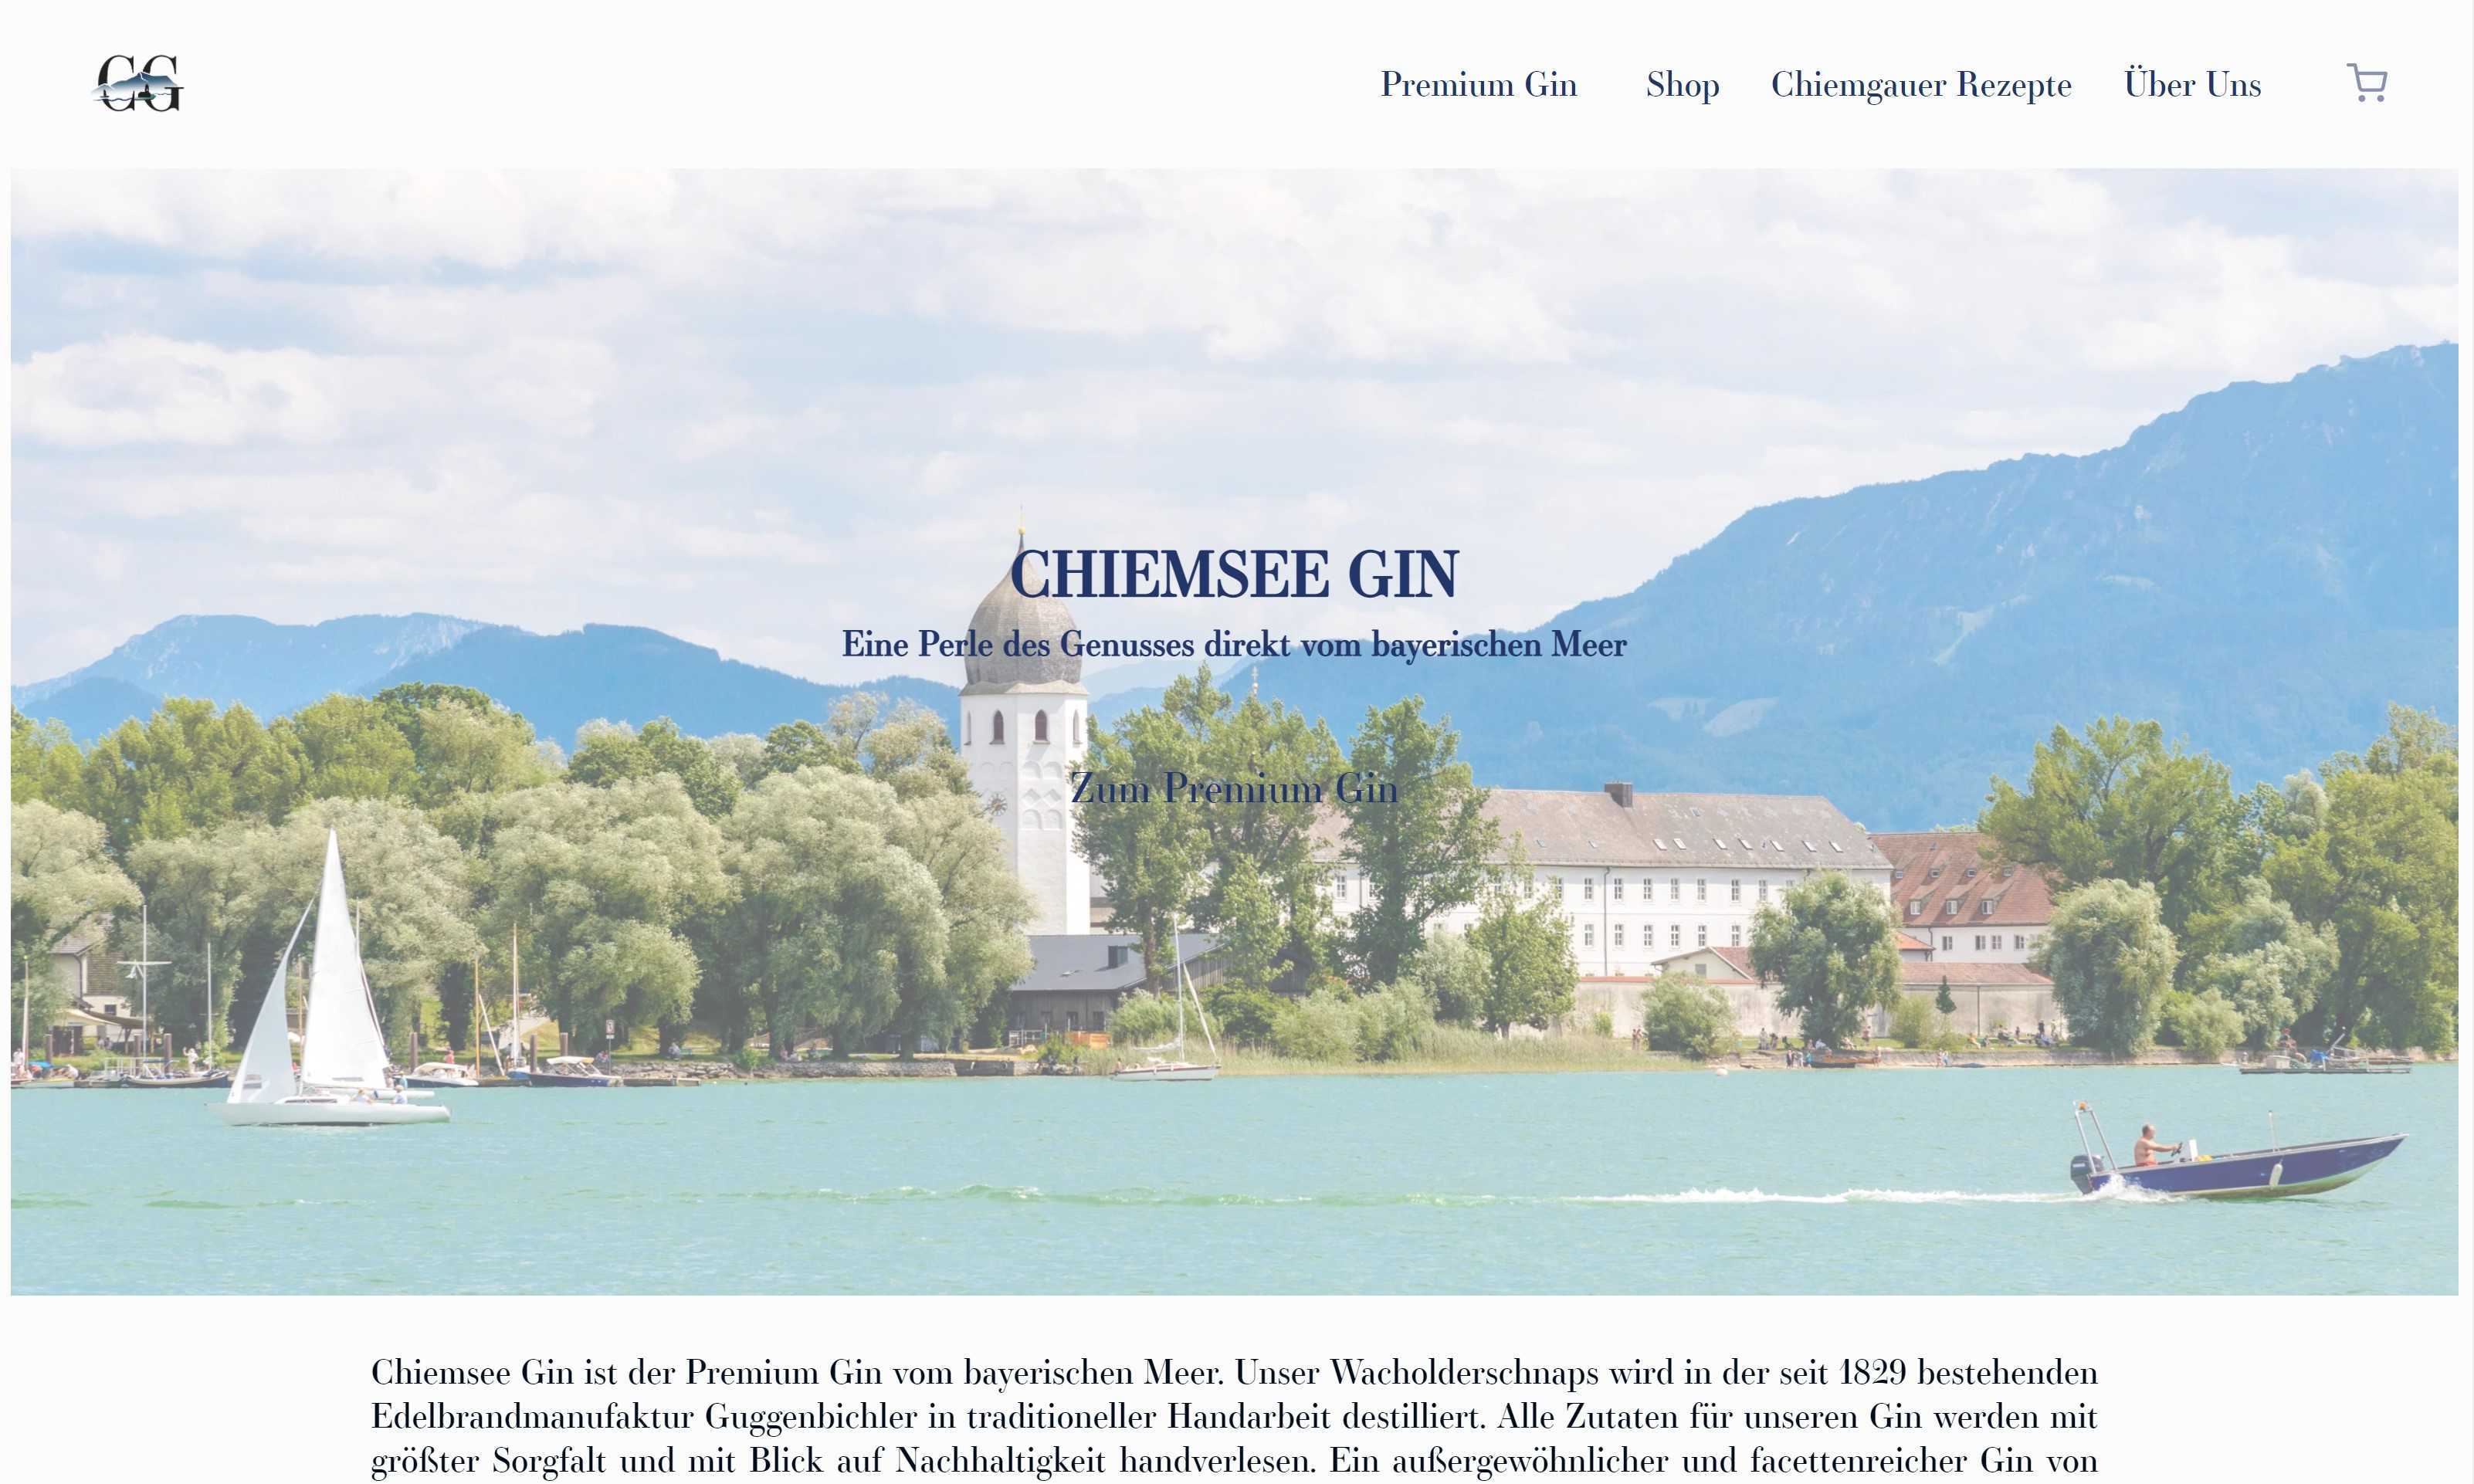 CG
Premium Gin Shop Chiemgauer Rezepte Über Uns
CHIEMSEE GIN
Eine Perle des Genusses direkt vom bayerischen Meer
Zum Premium Gin
Chiemsee Gin ist der Premium Gin vom bayerischen Meer. Unser Wacholderschnaps wird in der seit 1829 bestehenden
Edelbrandmanufaktur Guggenbichler in traditioneller Handarbeit destilliert. Alle Zutaten für unseren Gin werden mit
größter Sorgfalt und mit Blick auf Nachhaltigkeit handverlesen. Ein außergewöhnlicher und facettenreicher Gin von